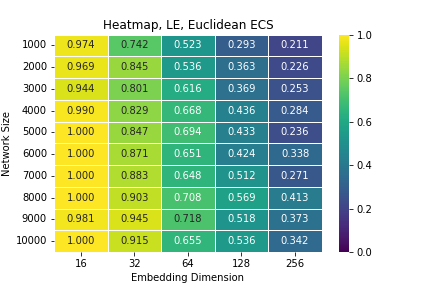 Heatmap, LE, Euclidean ECS
Network Size
1000 0.974 0.742 0.523 0.293 0.211
2000 0.969 0.845 0.536 0.363 0.226
3000 0.944 0.801 0.616 0.369 0.253
4000 0.990 0.829 0.668 0.436 0.284
5000 1.000 0.847 0.694 0.433 0.236
6000 1.000 0.871 0.651 0.424 0.338
7000 1.000 0.883 0.648 0.512 0.271
8000 1.000 0.903 0.708 0.569 0.413
9000 0.981 0.945 0.718 0.518 0.373
10000 1.000 0.915 0.655 0.536 0.342
16 32 64 128 256
Embedding Dimension
1.0
0.8
0.6
0.4
0.2
0.0